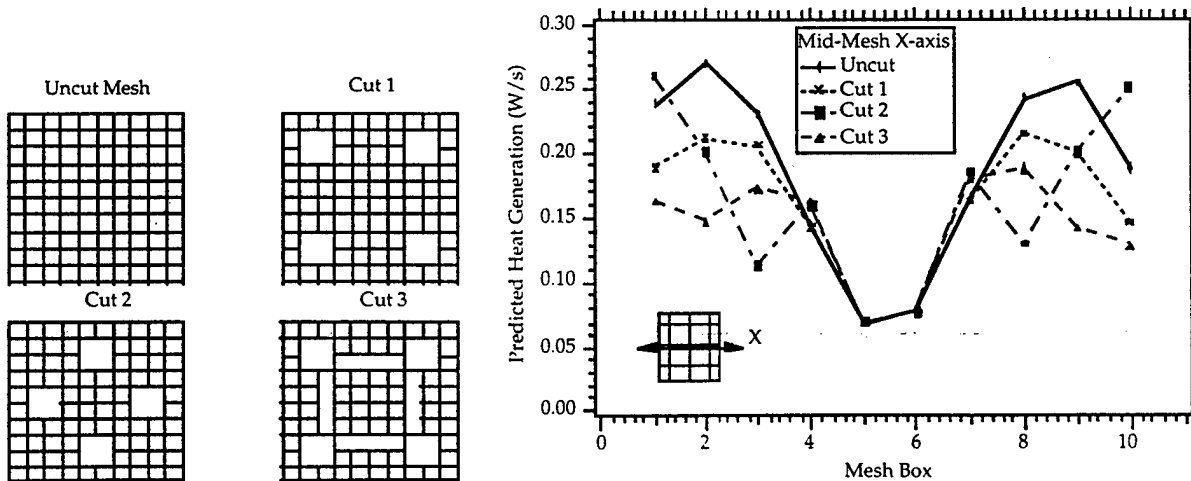 Uncut Mesh
Cut 1
Cut 2
Cut 3
Predicted Heat Generation (W/s)
0.30
0.25
0.20
0.15
0.10
0.05
0.00
Mid-Mesh X-axis
Uncut
Cut 1
Cut 2
Cut 3
X
0
2
4
6
8
10
Mesh Box